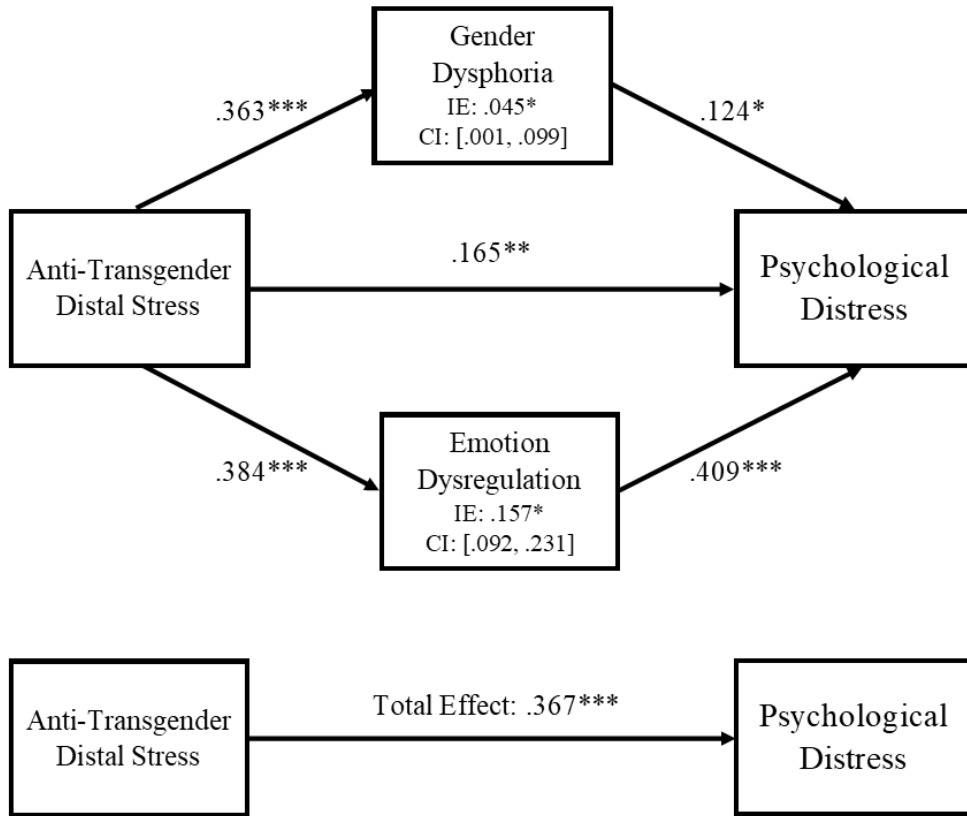 Gender
Dysphoria
IE: .045*
CI: [.001, .099]
.363***
.124*
Anti-Transgender
Distal Stress
.165**
Psychological
Distress
.384***
Emotion
Dysregulation
IE: .157*
CI: [.092, .231]
.409***
Anti-Transgender
Distal Stress
Total Effect: .367***
Psychological
Distress